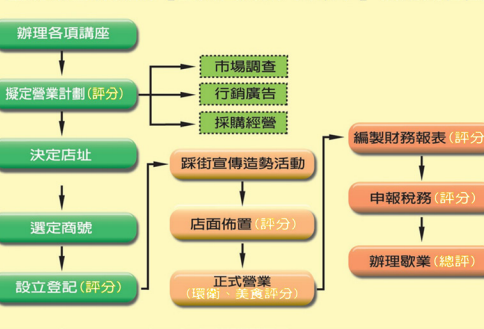 辦理各項講座
擬定營業計劃(評分)
市場調查
行銷廣告
採購經營
決定店址
選定商號
設立登記(評分)
踩街宣傳造勢活動
店面佈置(評分)
正式營業
(環衛、美食評分)
編製財務報表(評分)
申報稅務(評分)
辦理歇業(總評)